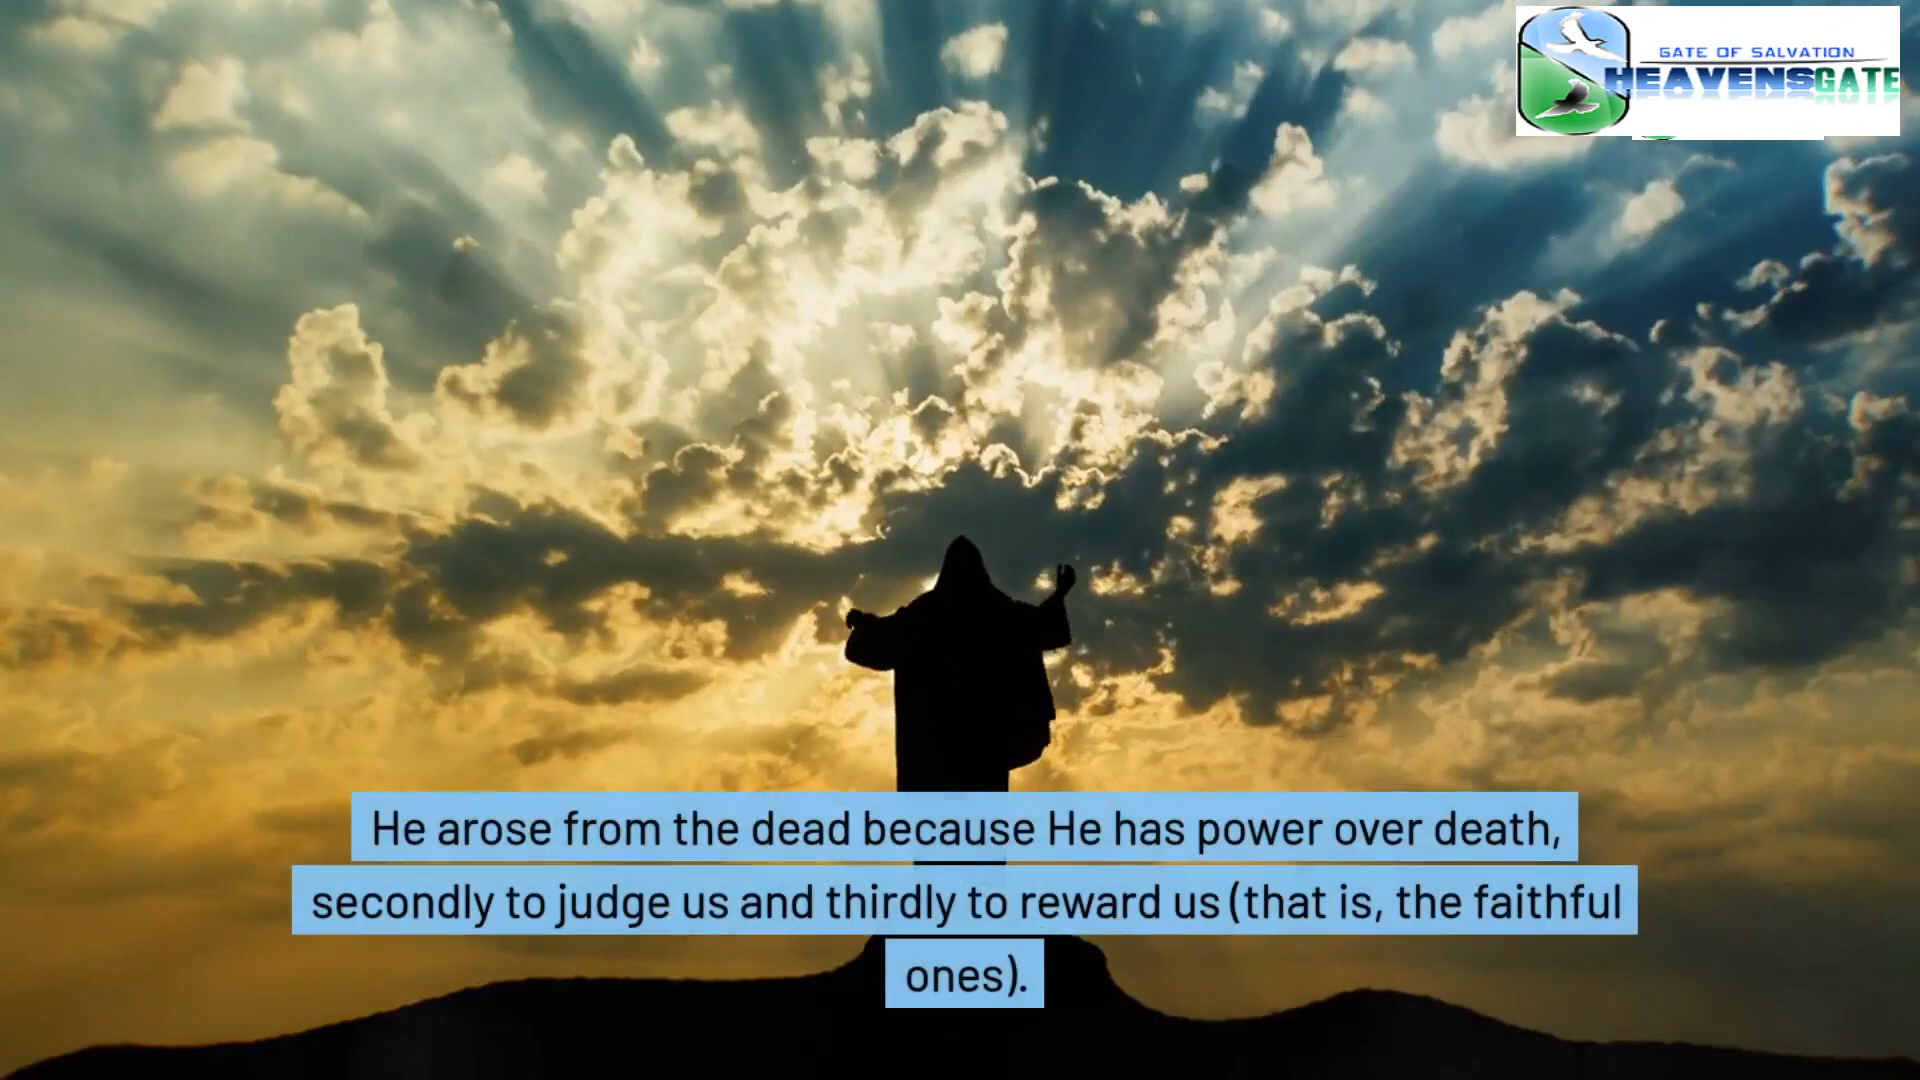 GATE OF SALVATION
HEAVENSGATE
He arose from the dead because He has power over death,
secondly to judge us and thirdly to reward us (that is, the faithful
ones).